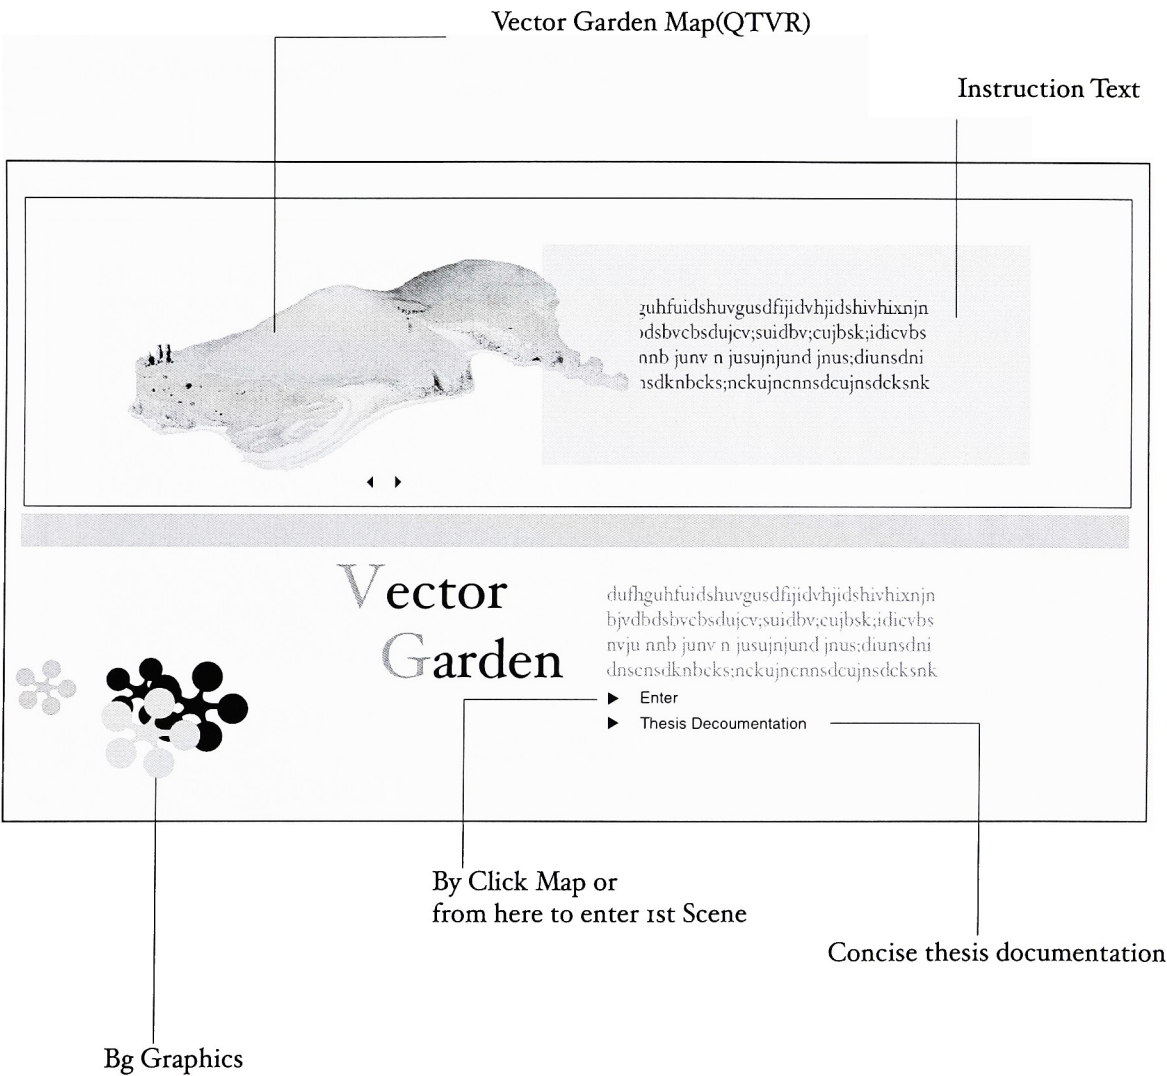 Vector Garden Map(QTVR)
Instruction Text
guhfuidshuvgusdfijidvhjidshivhixnjn
dsbvcbsdujcv;suidbv;cujbsk;idicvbs
nnb junv n jusujnjund jnus;diunsdni
sdknbcks;nckujncnnsdcujnsdcksnk
Vector
Garden
dufhguhfuidshuvgusdfijidvhjidshivhixnjn
bjvdbdsbvcbsdujcv;suidbv;cujbsk;idicvbs
nvju nnb junv n jusujnjund jnus;diunsdni
dnscnsdknbcks;nckujncnnsdcujnsdcksnk
Enter
Thesis Decoumentation
By Click Map or
from here to enter 1st Scene
Concise thesis documentation
Bg Graphics